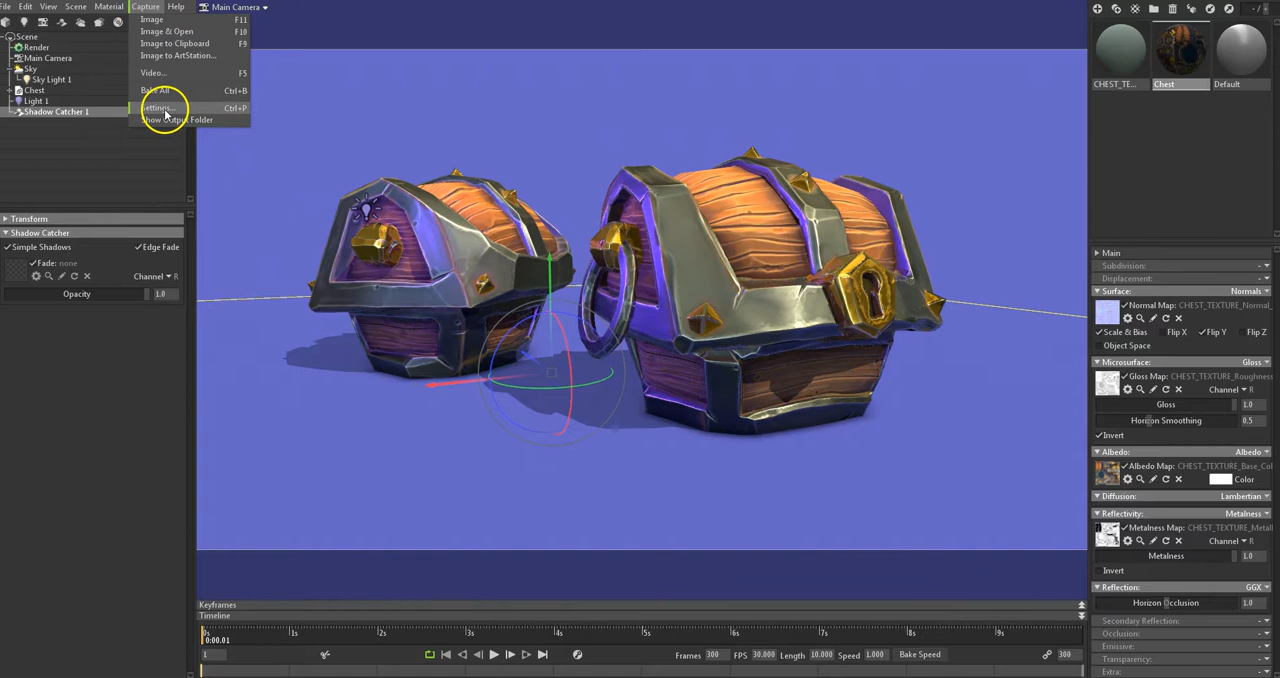 File Edit View Scene Material Capture Help Main Camera
Image F11
Image & Open F10
Image to Clipboard F9
Image to ArtStation...
Video... F5
Bake All Ctrl+B
Settings... Ctrl+P
Show Output Folder
Scene
Render
Main Camera
Sky
Sky Light 1
Chest
Light 1
Shadow Catcher 1
Transform
Shadow Catcher
Simple Shadows Edge Fade
Fade: none
Channel R
Opacity 1.0
Keyframes
Timeline
0s 1s 2s 3s 4s 5s 6s 7s 8s 9s
0:00.01
1
Frames 300 FPS 30.000 Length 10.000 Speed 1.000 Bake Speed 300
- / -
CHEST_TE... Chest Default
Main
Subdivision:
Displacement:
Surface: Normals
Normal Map: CHEST_TEXTURE_Normal_
Scale & Bias Flip X Flip Y Flip Z
Object Space
Microsurface: Gloss
Gloss Map: CHEST_TEXTURE_Roughness
Channel R
Gloss 1.0
Horizon Smoothing 0.5
Invert
Albedo: Albedo
Albedo Map: CHEST_TEXTURE_Base_Col
Color
Diffusion: Lambertian
Reflectivity: Metalness
Metalness Map: CHEST_TEXTURE_Metall
Channel R
Metalness 1.0
Invert
Reflection: GGX
Horizon Occlusion 1.0
Secondary Reflection:
Occlusion:
Emissive:
Transparency:
Extra: